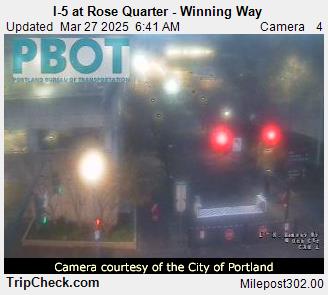 I-5 at Rose Quarter - Winning Way
Updated Mar 27 2025 6:41 AM Camera 4
PBOT
PORTLAND BUREAU OF TRANSPORTATION
Camera courtesy of the City of Portland
TripCheck.com Milepost302.00